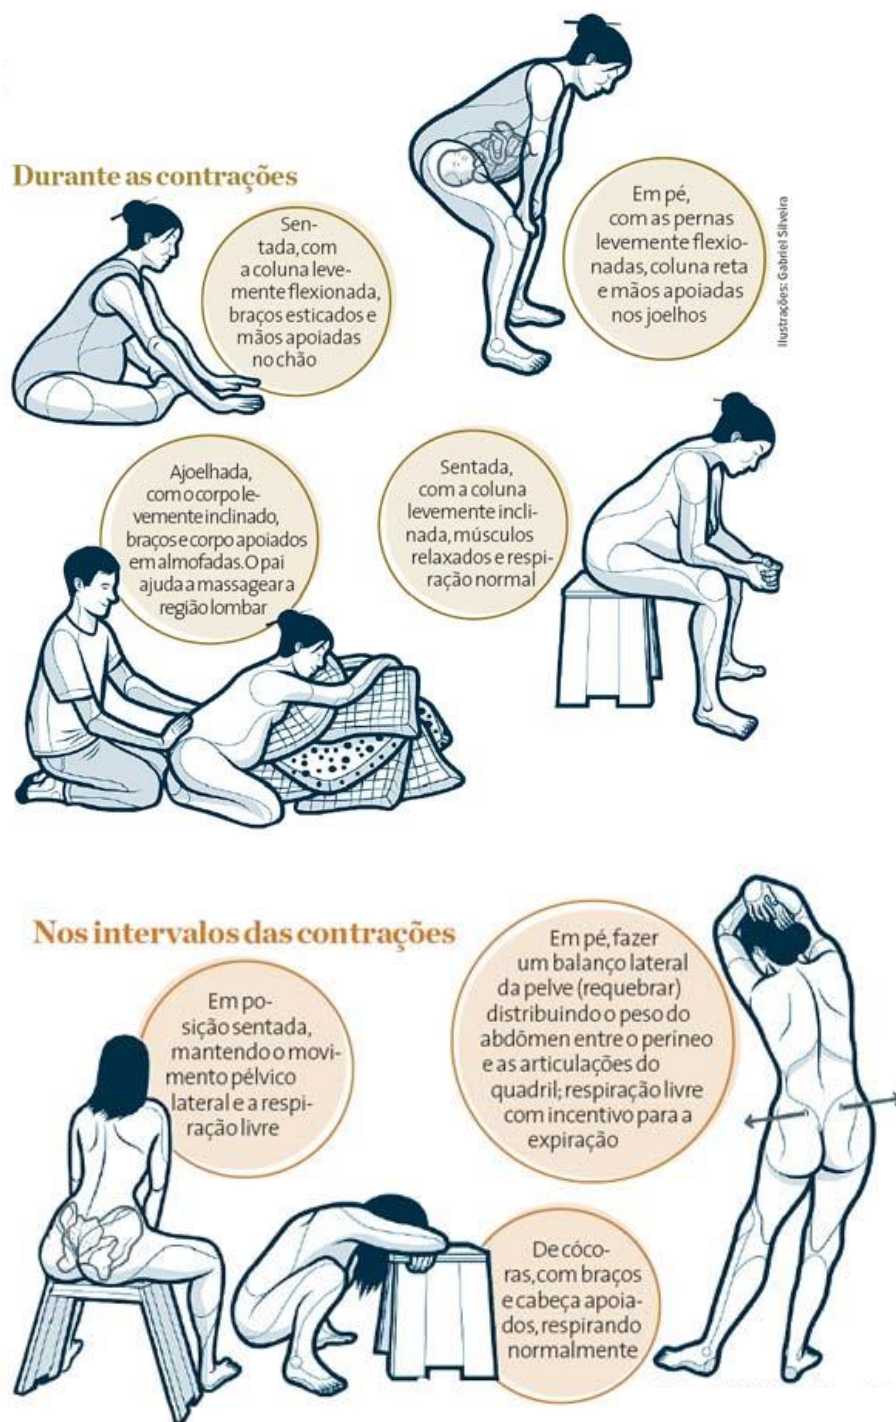 Durante as contrações
Sen-
tada, com
a coluna leve-
mente flexionada,
braços esticados e
mãos apoiadas
no chão
Em pé,
com as pernas
levemente flexio-
nadas, coluna reta
e mãos apoiadas
nos joelhos
Ilustrações: Gabriel Silveira
Ajoelhada,
com o corpo le-
vemente inclinado,
braços e corpo apoiados
em almofadas. O pai
ajuda a massagear a
região lombar
Sentada,
com a coluna
levemente incli-
nada, músculos
relaxados e respi-
ração normal
Nos intervalos das contrações
Em po-
sição sentada,
mantendo o movi-
mento pélvico
lateral e a respi-
ração livre
Em pé, fazer
um balanço lateral
da pelve (requebrar)
distribuindo o peso do
abdômen entre o períneo
e as articulações do
quadril; respiração livre
com incentivo para a
expiração
De cóco-
ras, com braços
e cabeça apoia-
dos, respirando
normalmente